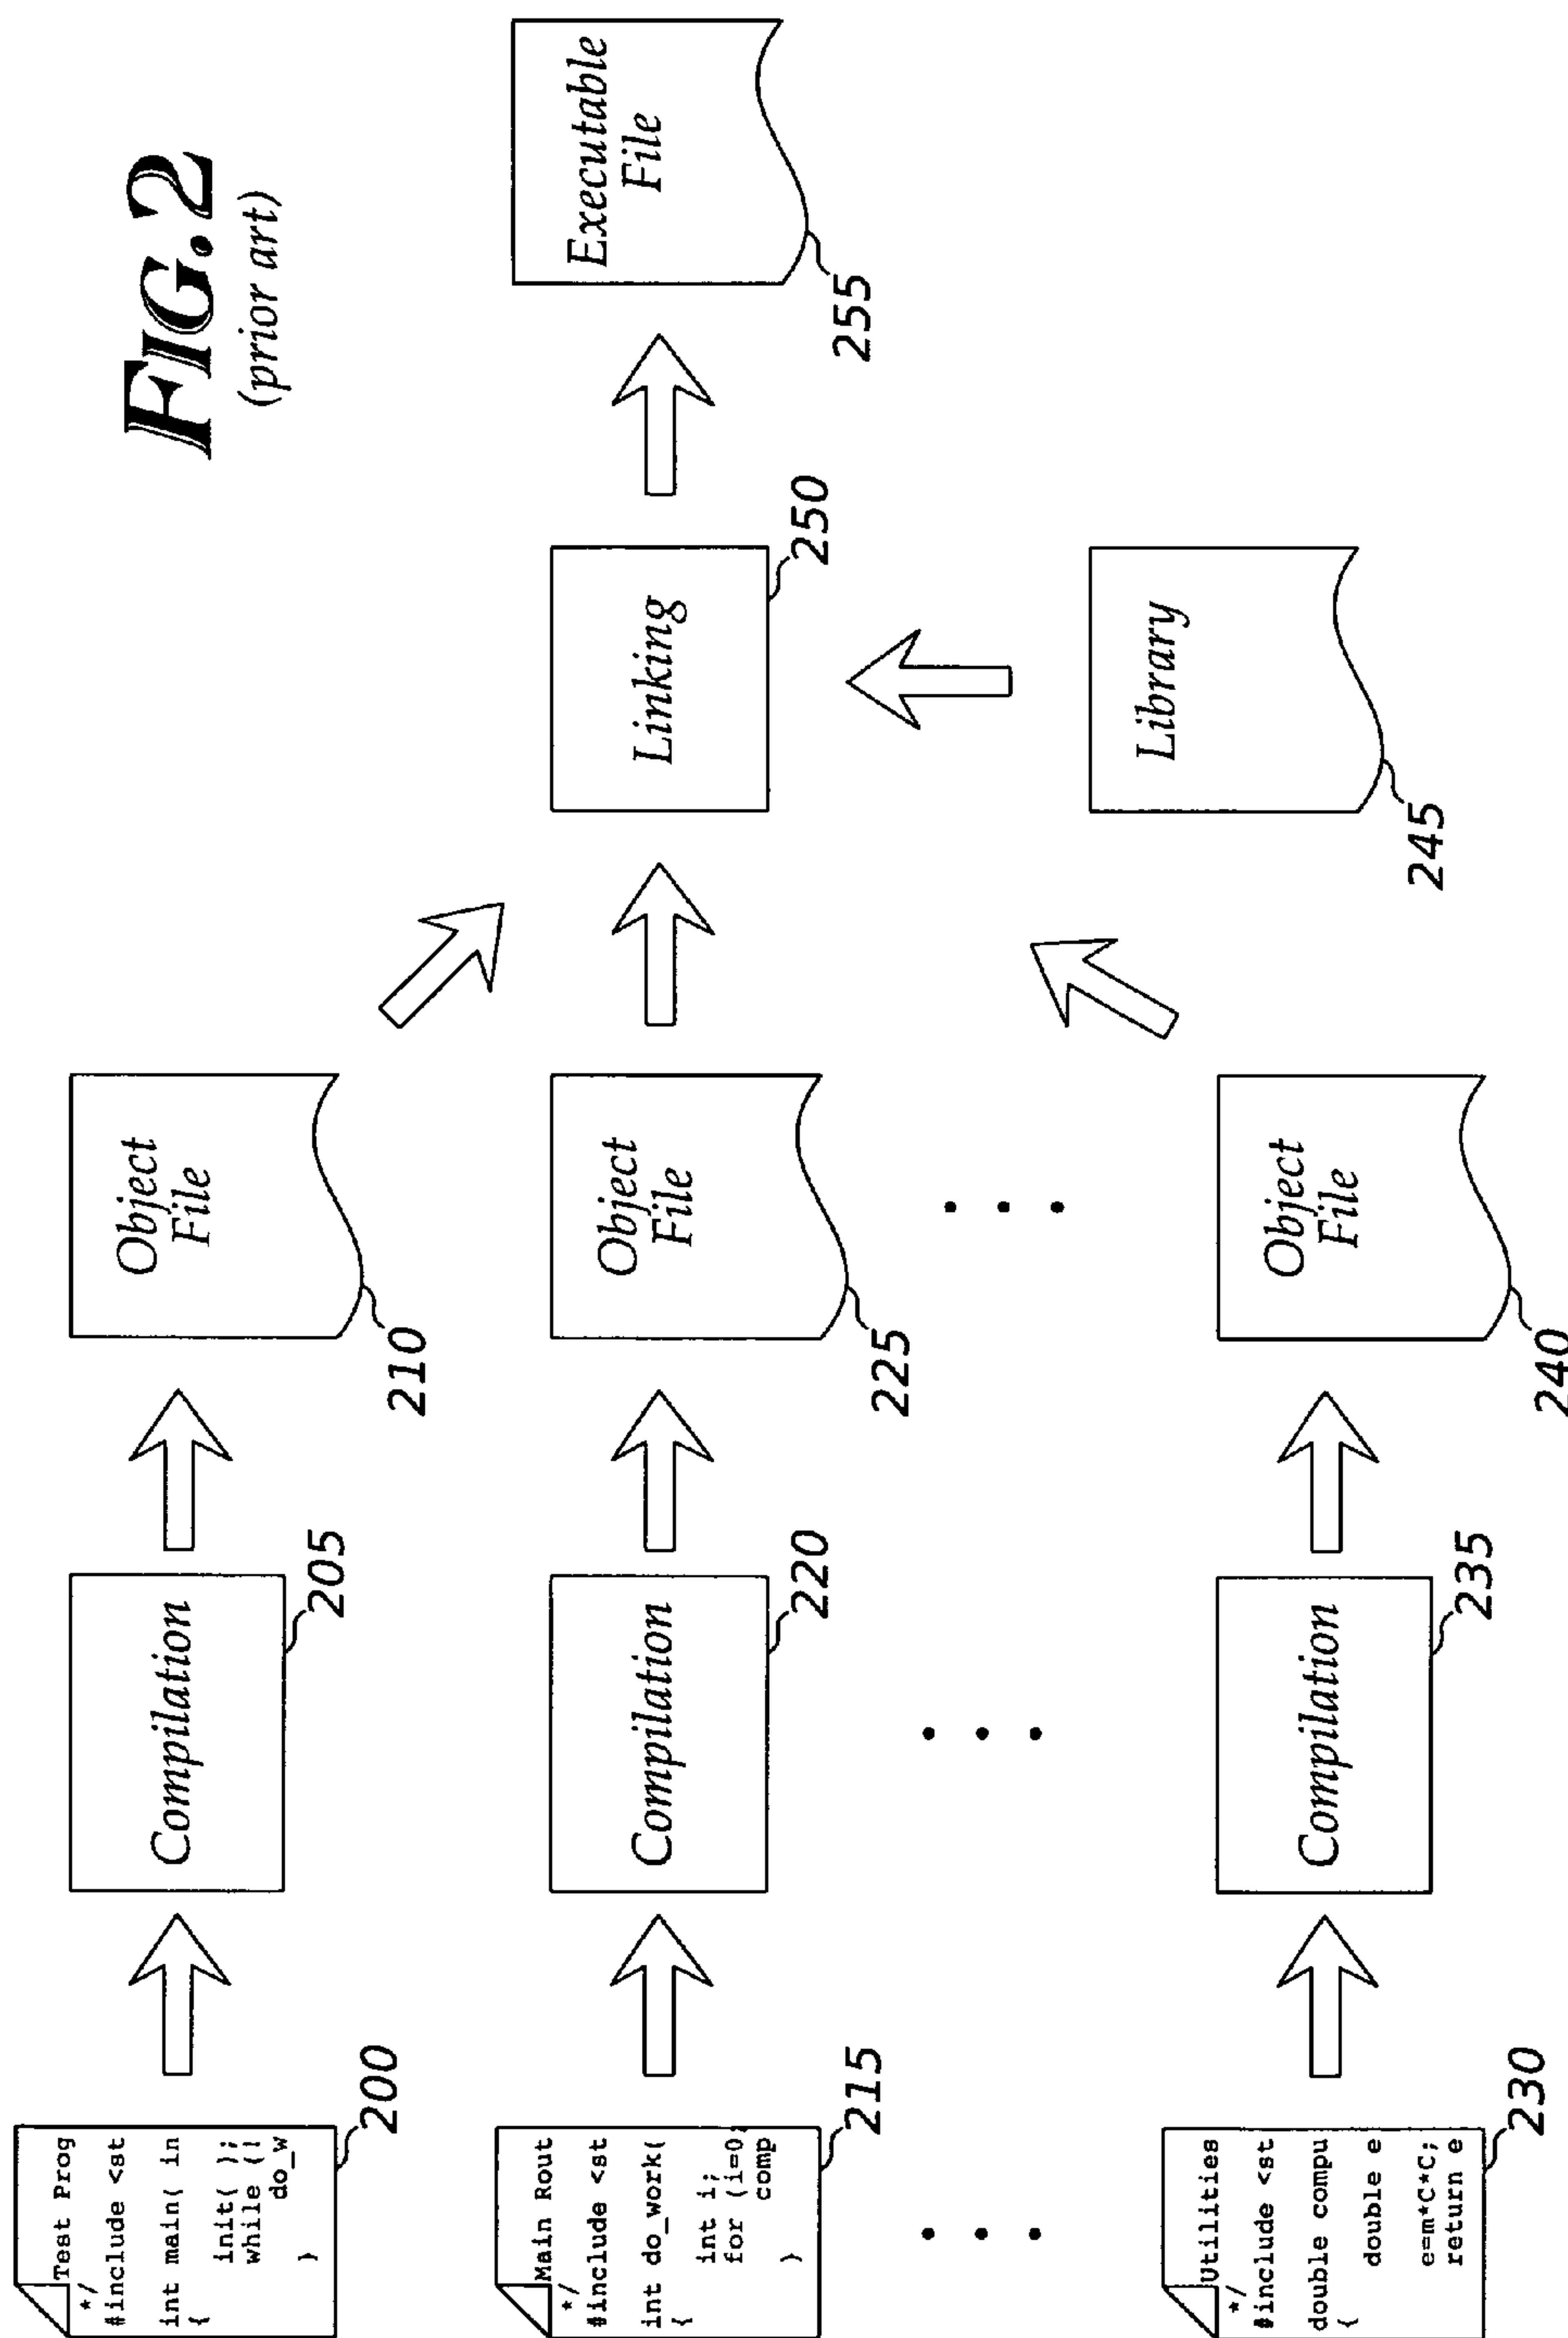 FIG.2
(prior art)
Test Prog
*/
#include <st
int main( in
{
init( );
while (!
do_w
}
200
Compilation
205
Object
File
210
Main Rout
*/
#include <st
int do_work(
{
int i;
for (i=0;
comp
}
215
Compilation
220
Object
File
225
Linking
250
Executable
File
255
Utilities
*/
#include <st
double compu
{
double e
e=m*C*C;
return e
230
Compilation
235
Object
File
240
Library
245